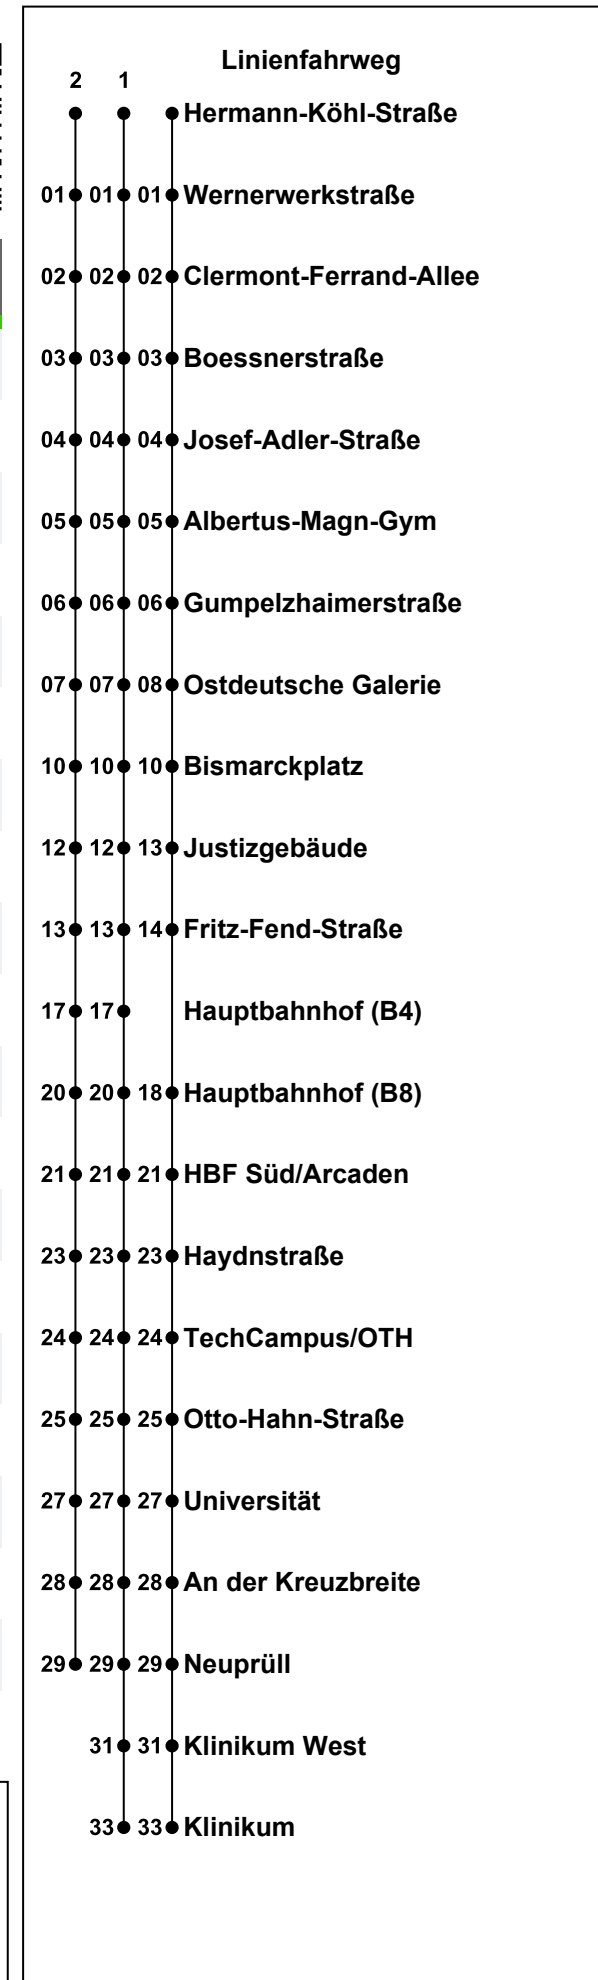 Linienfahrweg
2 1
Hermann-Köhl-Straße
01 01 01 Wernerwerkstraße
02 02 02 Clermont-Ferrand-Allee
03 03 03 Boessnerstraße
04 04 04 Josef-Adler-Straße
05 05 05 Albertus-Magn-Gym
06 06 06 Gumpelzhaimerstraße
07 07 08 Ostdeutsche Galerie
10 10 10 Bismarckplatz
12 12 13 Justizgebäude
13 13 14 Fritz-Fend-Straße
17 17 Hauptbahnhof (B4)
20 20 18 Hauptbahnhof (B8)
21 21 21 HBF Süd/Arcaden
23 23 23 Haydnstraße
24 24 24 TechCampus/OTH
25 25 25 Otto-Hahn-Straße
27 27 27 Universität
28 28 28 An der Kreuzbreite
29 29 29 Neuprüll
31 31 Klinikum West
33 33 Klinikum